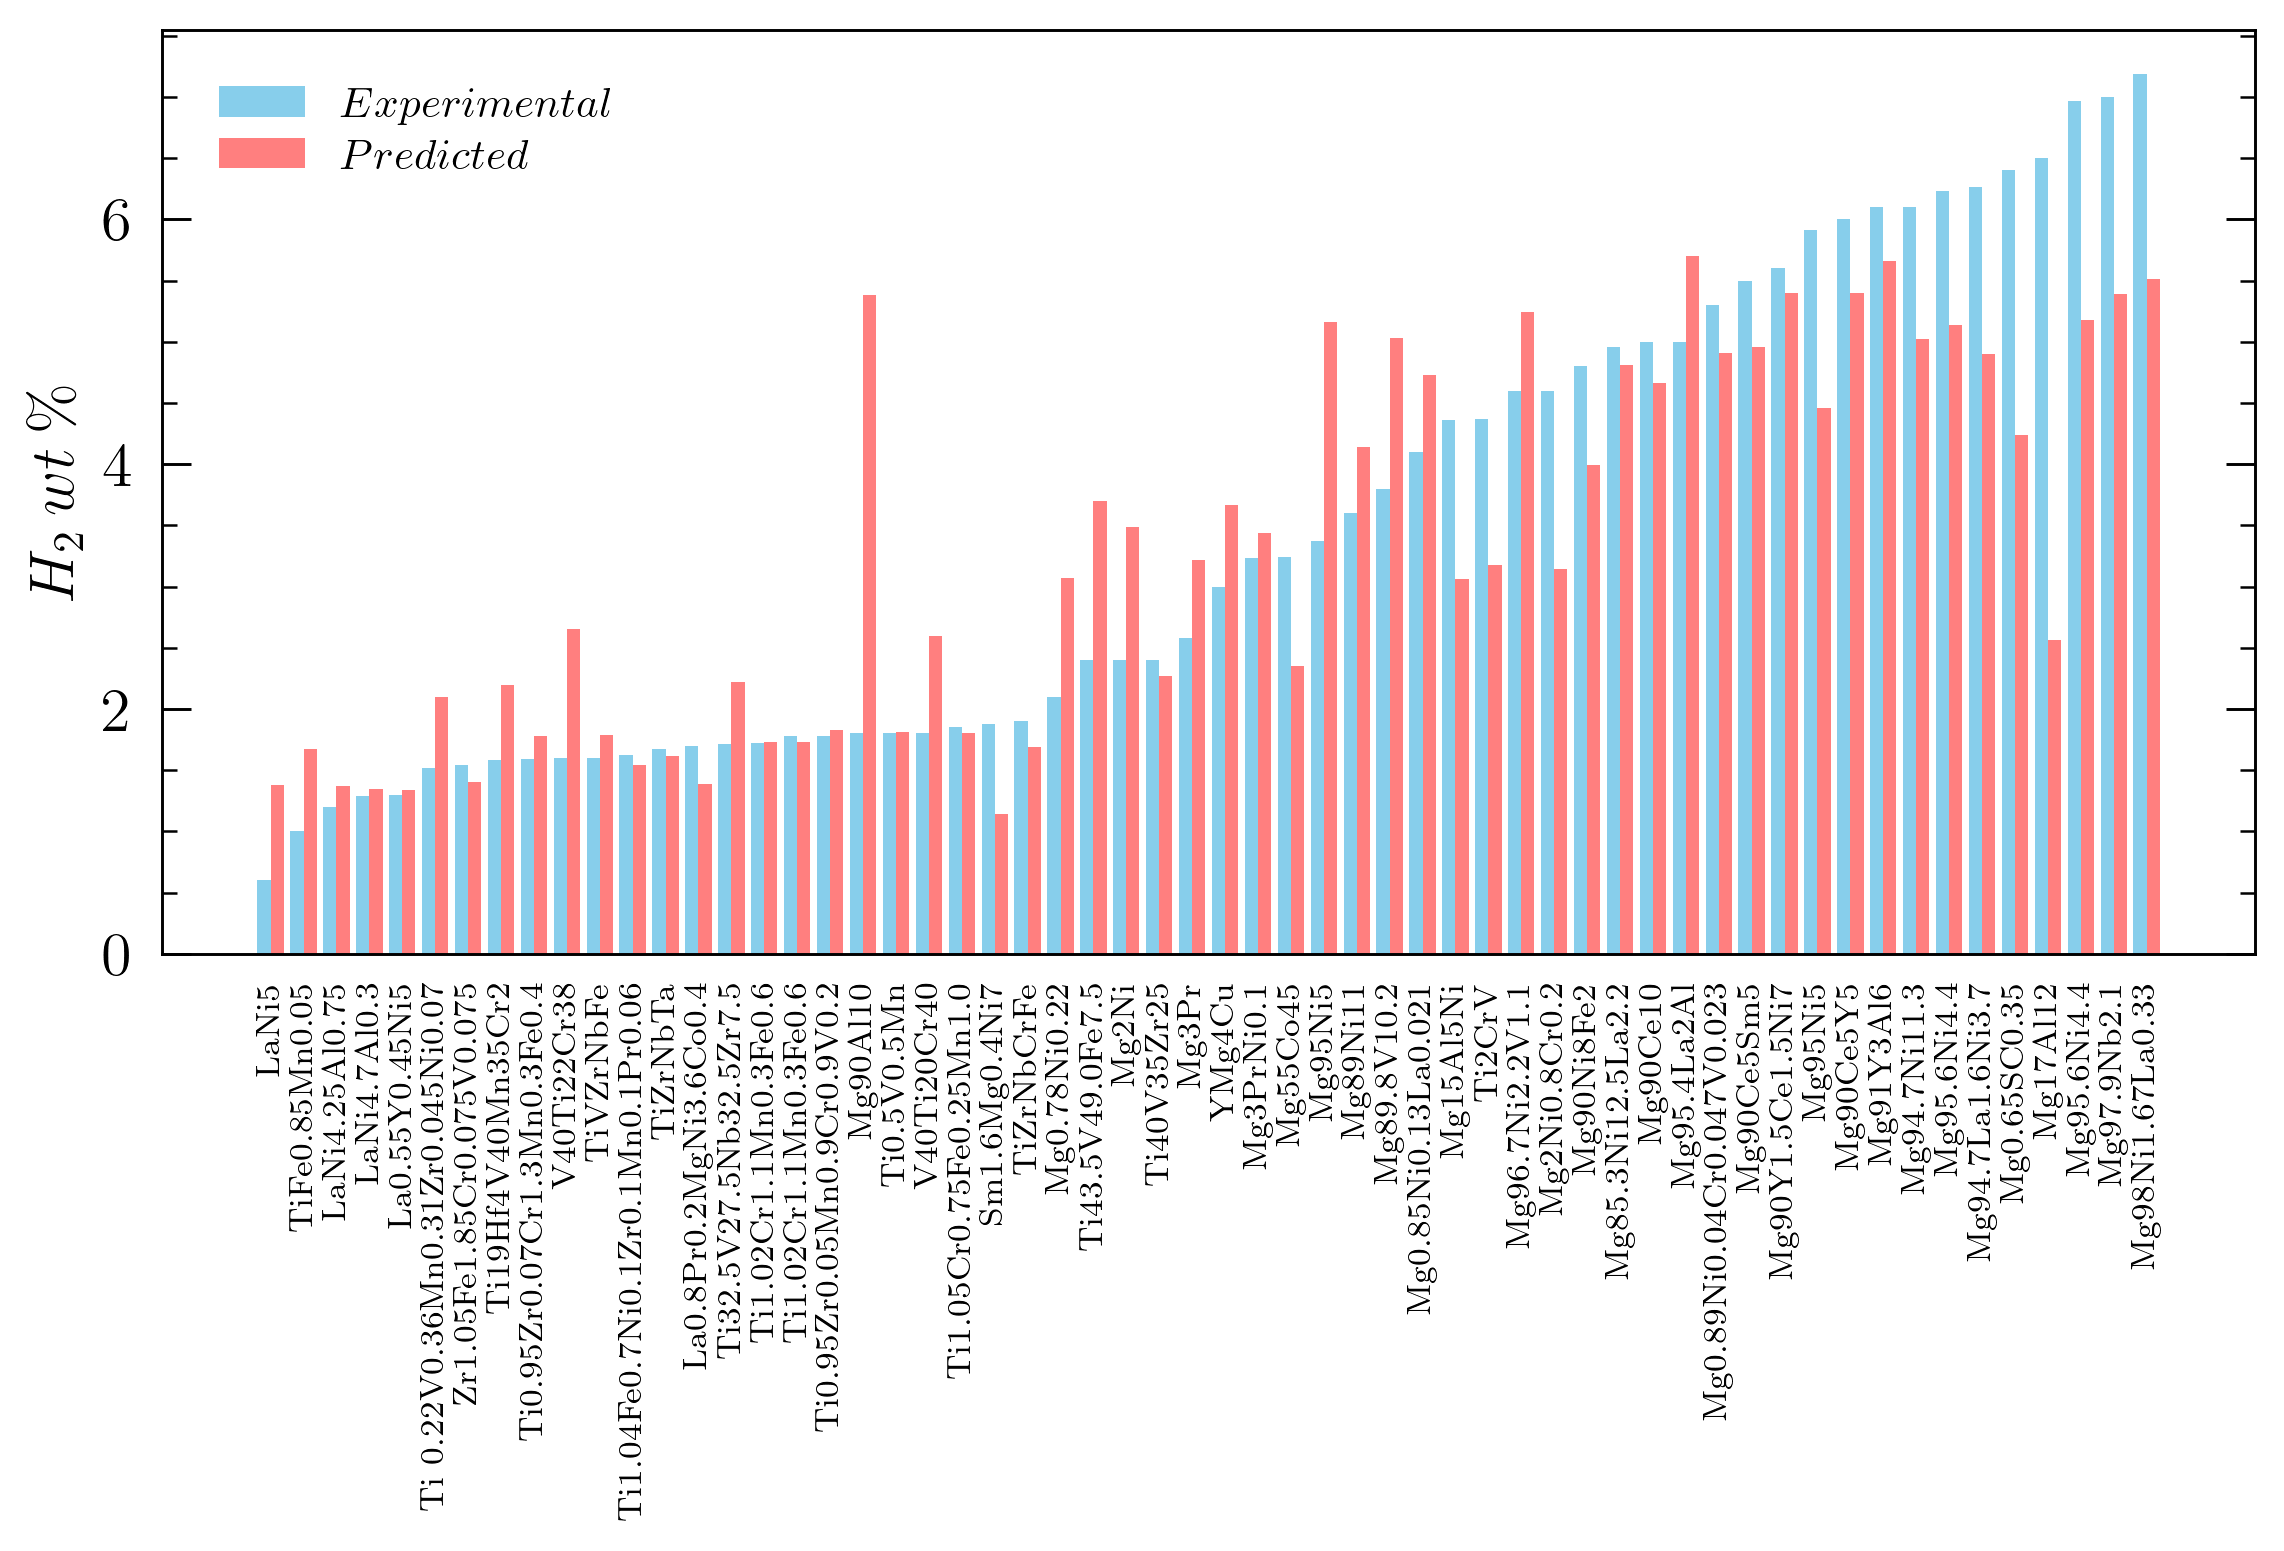 Experimental
Predicted
H2 wt %
6
4
2
0
LaNi5
TiFe0.85Mn0.05
LaNi4.25Al0.75
LaNi4.7Al0.3
La0.55Y0.45Ni5
Ti 0.22V0.36Mn0.31Zr0.045Ni0.07
Zr1.05Fe1.85Cr0.075V0.075
Ti19Hf4V40Mn35Cr2
Ti0.95Zr0.07Cr1.3Mn0.3Fe0.4
V40Ti22Cr38
TiVZrNbFe
Ti1.04Fe0.7Ni0.1Zr0.1Mn0.1Pr0.06
TiZrNbTa
La0.8Pr0.2MgNi3.6Co0.4
Ti32.5V27.5Nb32.5Zr7.5
Ti1.02Cr1.1Mn0.3Fe0.6
Ti1.02Cr1.1Mn0.3Fe0.6
Ti0.95Zr0.05Mn0.9Cr0.9V0.2
Mg90Al10
Ti0.5V0.5Mn
V40Ti20Cr40
Ti1.05Cr0.75Fe0.25Mn1.0
Sm1.6Mg0.4Ni7
TiZrNbCrFe
Mg0.78Ni0.22
Ti43.5V49.0Fe7.5
Mg2Ni
Ti40V35Zr25
Mg3Pr
YMg4Cu
Mg3PrNi0.1
Mg55Co45
Mg95Ni5
Mg89Ni11
Mg89.8V10.2
Mg0.85Ni0.13La0.021
Mg15Al5Ni
Ti2CrV
Mg96.7Ni2.2V1.1
Mg2Ni0.8Cr0.2
Mg90Ni8Fe2
Mg85.3Ni12.5La2.2
Mg90Ce10
Mg95.4La2Al
Mg0.89Ni0.04Cr0.047V0.023
Mg90Ce5Sm5
Mg90Y1.5Ce1.5Ni7
Mg95Ni5
Mg90Ce5Y5
Mg91Y3Al6
Mg94.7Ni11.3
Mg95.6Ni4.4
Mg94.7La1.6Ni3.7
Mg0.65SC0.35
Mg17Al12
Mg95.6Ni4.4
Mg97.9Nb2.1
Mg98Ni1.67La0.33